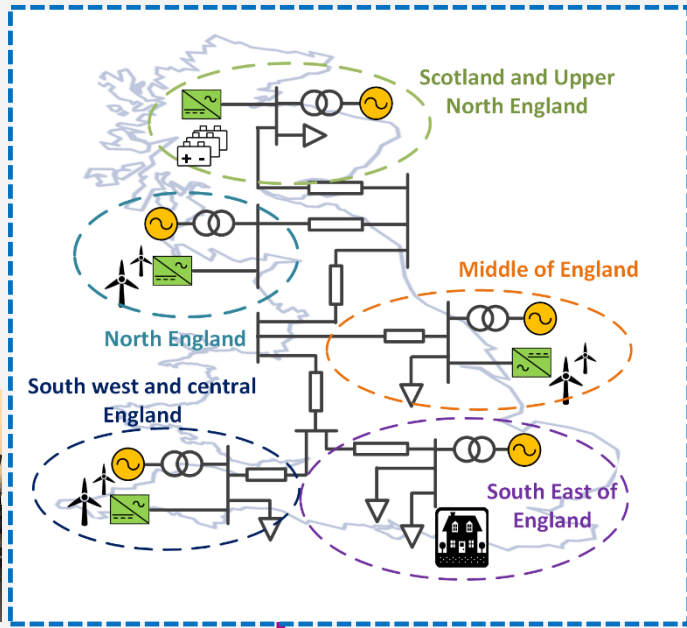 Scotland and Upper
North England
+ -
Middle of England
North England
South west and central
England
South East of
England